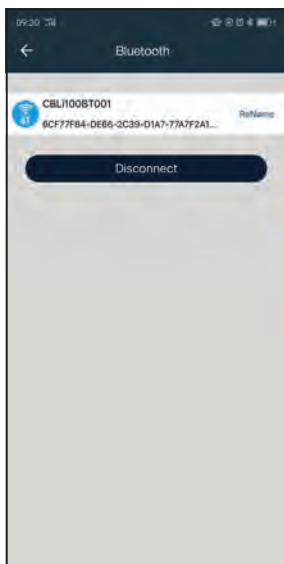 09:20
Bluetooth
CBLI100BT001
6CF77FB4-DE66-2C39-D1A7-77A7F2A1...
ReName
Disconnect